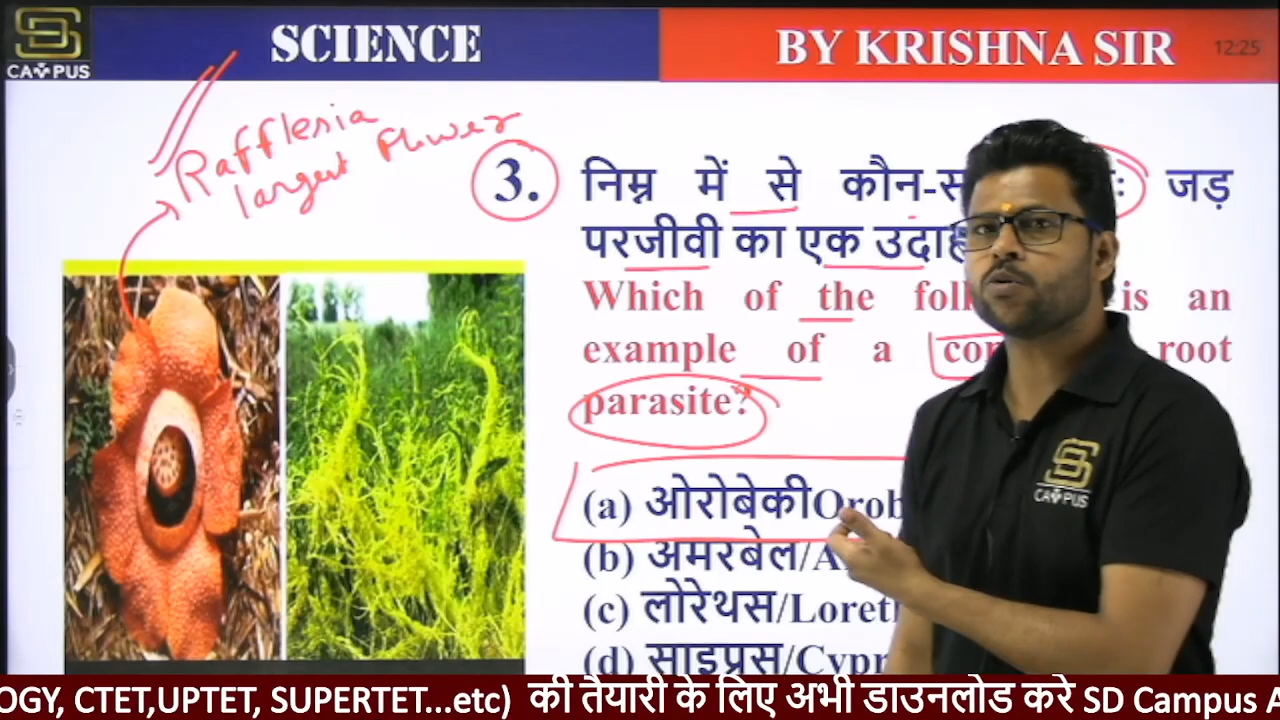 SCIENCE
BY KRISHNA SIR
12:25
CAMPUS
Rafflesia
largest flower
3. निम्न में से कौन-स ः जड़
परजीवी का एक उदाह
Which of the foll is an
example of a con root
parasite?
(a) ओरोबेकीOrob
(b) अमरबेल/A
(c) लोरेथस/Loreth
(d) साइप्रस/Cypr
CAMPUS
OGY, CTET,UPTET, SUPERTET...etc) की तैयारी के लिए अभी डाउनलोड करे SD Campus A